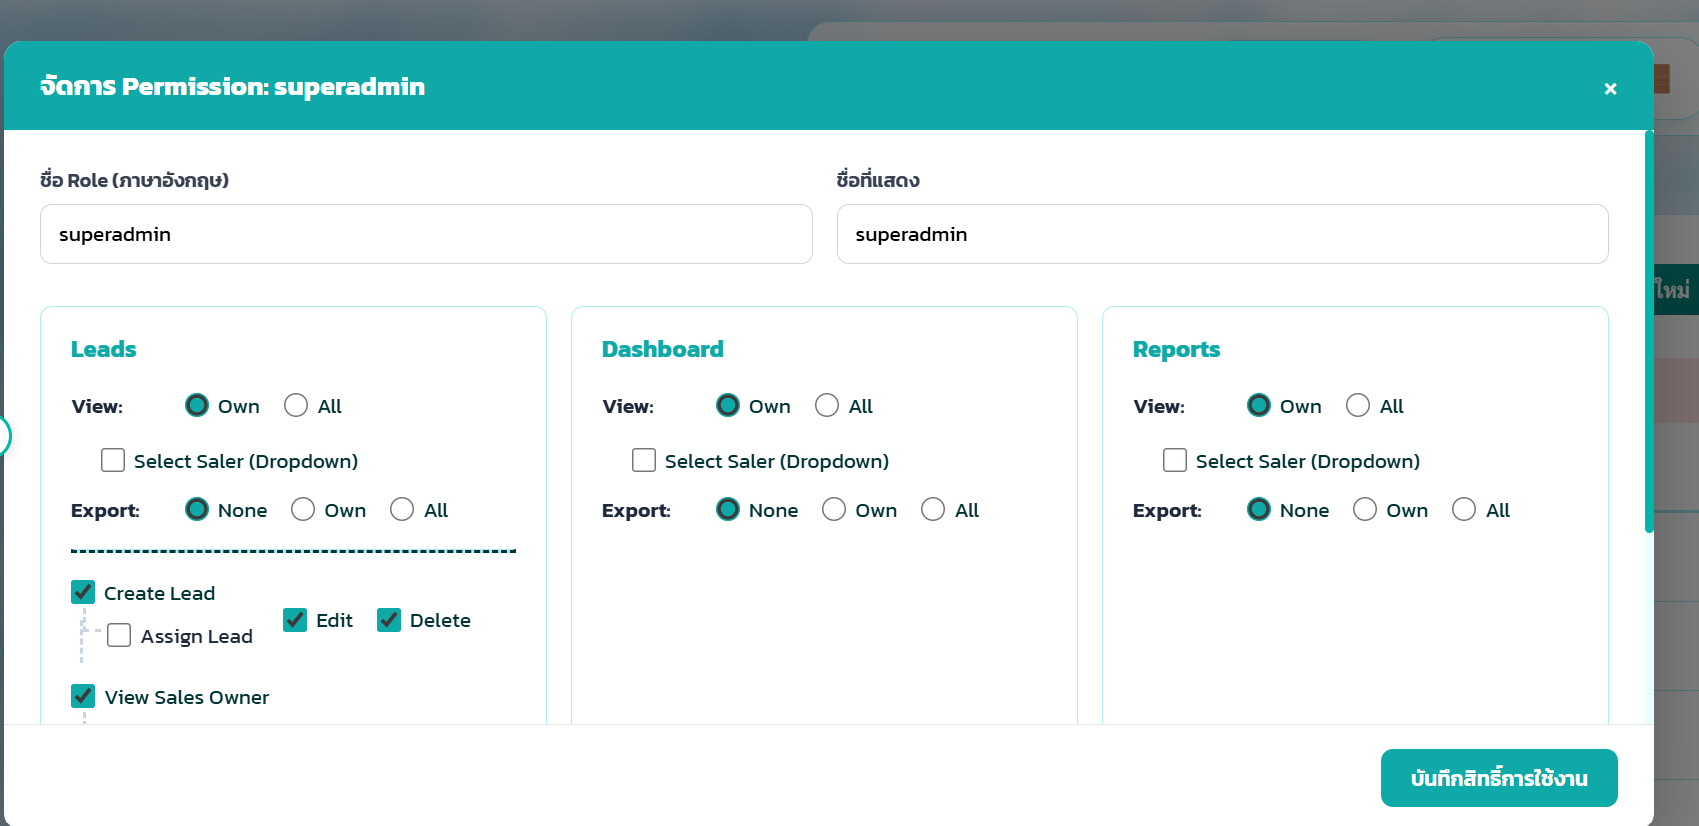 จัดการ Permission: superadmin
×
ชื่อ Role (ภาษาอังกฤษ)
ชื่อที่แสดง
superadmin
superadmin
ใหม่
Leads
View: Own All
Select Saler (Dropdown)
Export: None Own All
Create Lead
Assign Lead
Edit Delete
View Sales Owner
Dashboard
View: Own All
Select Saler (Dropdown)
Export: None Own All
Reports
View: Own All
Select Saler (Dropdown)
Export: None Own All
บันทึกสิทธิ์การใช้งาน